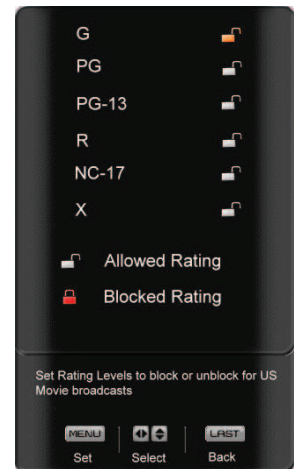 G
PG
PG-13
R
NC-17
X
Allowed Rating
Blocked Rating
Set Rating Levels to block or unblock for US
Movie broadcasts
MENU LAST
Set Select Back